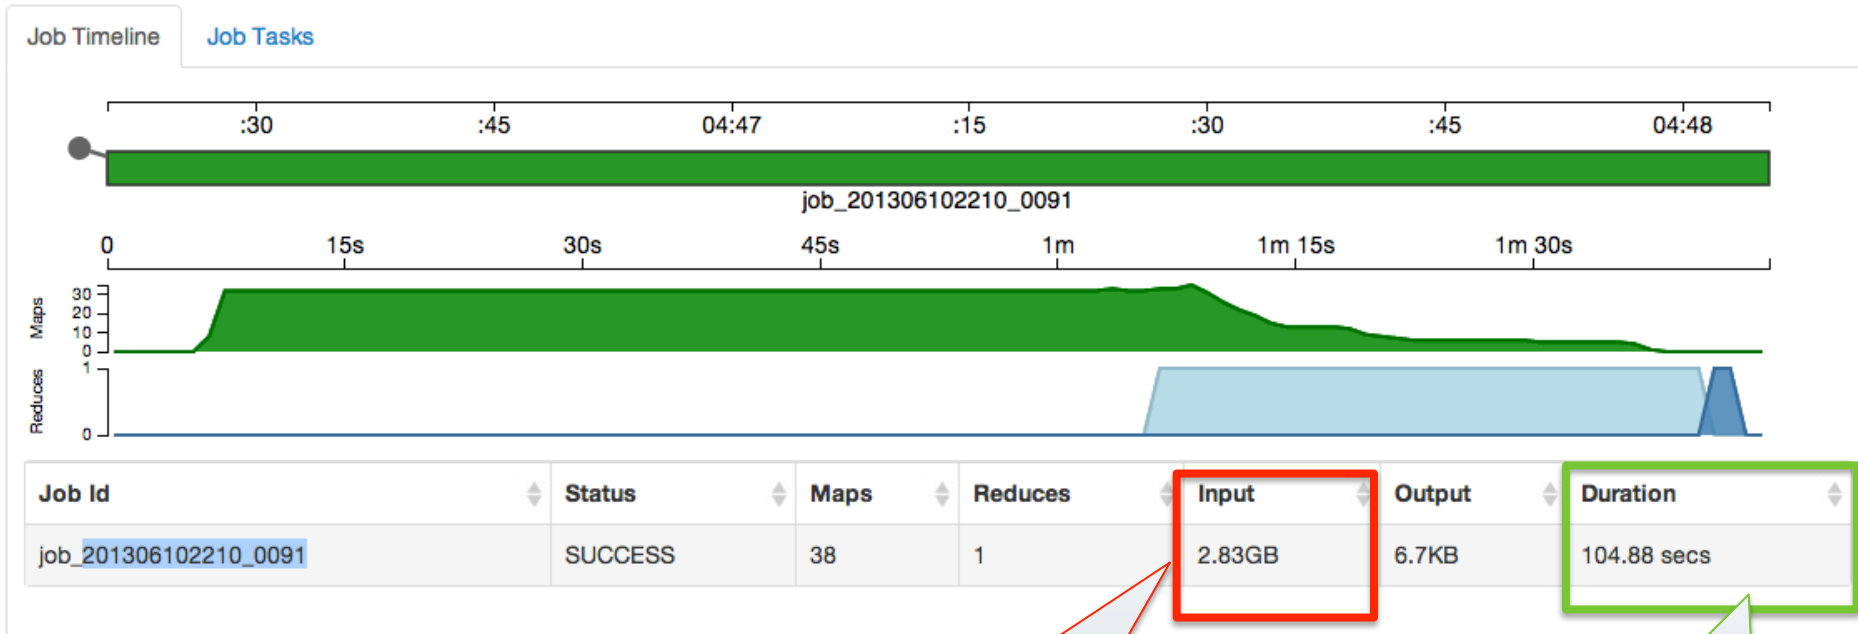 Job Timeline Job Tasks
:30 :45 04:47 :15 :30 :45 04:48
job_201306102210_0091
0 15s 30s 45s 1m 1m 15s 1m 30s
Maps
30
20
10
0
Reduces
1
0
Job Id Status Maps Reduces Input Output Duration
job_201306102210_0091 SUCCESS 38 1 2.83GB 6.7KB 104.88 secs